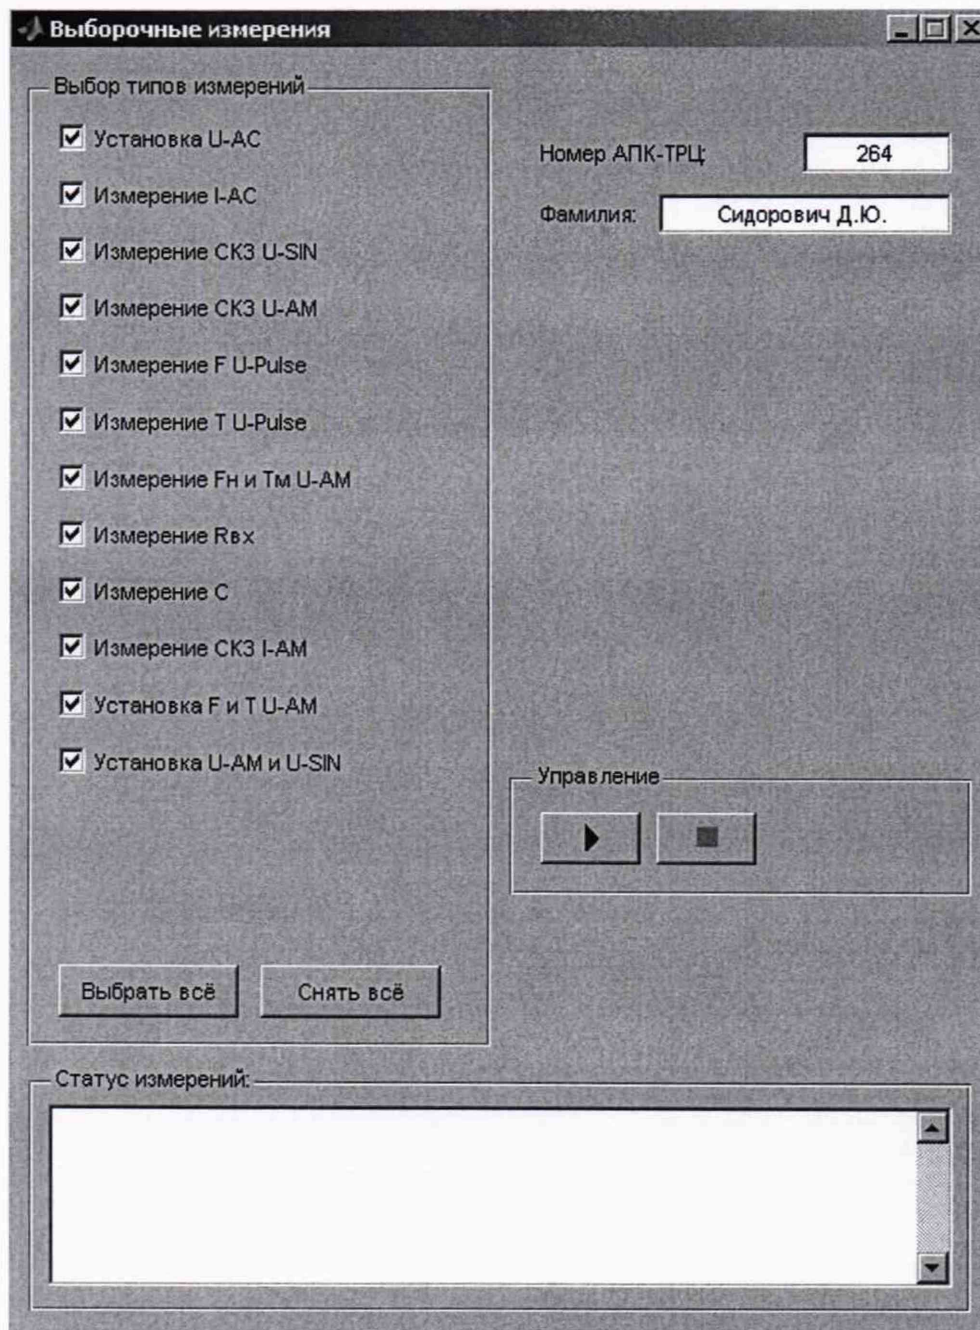 Выборочные измерения
Выбор типов измерений
Установка U-AC
Измерение I-AC
Измерение СКЗ U-SIN
Измерение СКЗ U-AM
Измерение F U-Pulse
Измерение T U-Pulse
Измерение Fн и Tм U-AM
Измерение Rвх
Измерение C
Измерение СКЗ I-AM
Установка F и T U-AM
Установка U-AM и U-SIN
Выбрать всё
Снять всё
Номер АПК-ТРЦ: 264
Фамилия: Сидорович Д.Ю.
Управление
Статус измерений: